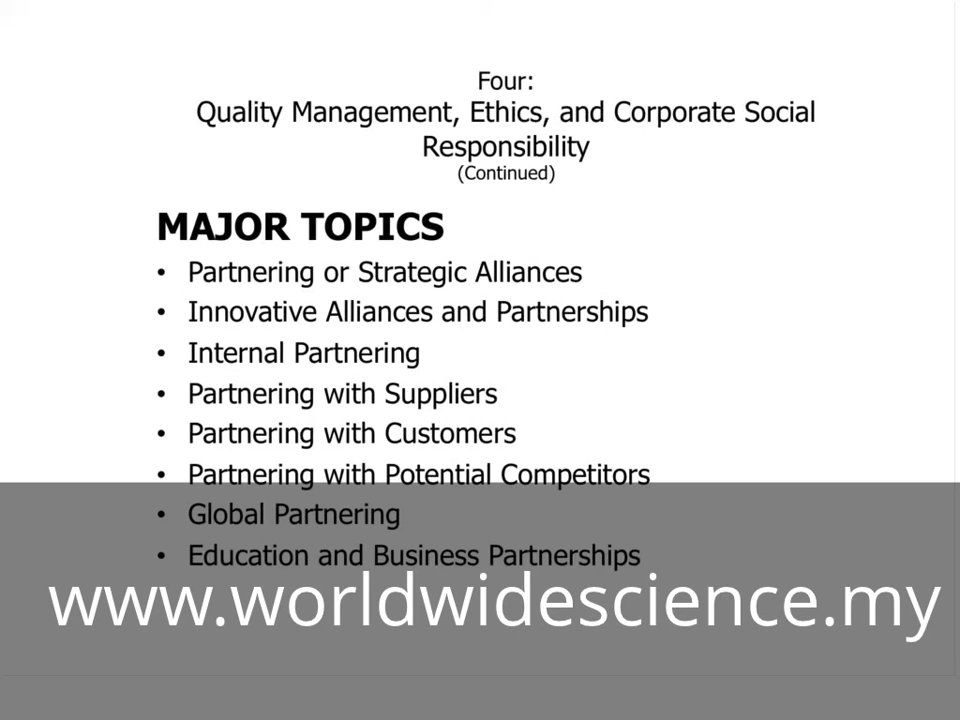 Four:
Quality Management, Ethics, and Corporate Social
Responsibility
(Continued)
MAJOR TOPICS
• Partnering or Strategic Alliances
• Innovative Alliances and Partnerships
• Internal Partnering
• Partnering with Suppliers
• Partnering with Customers
• Partnering with Potential Competitors
• Global Partnering
• Education and Business Partnerships
www.worldwidescience.my